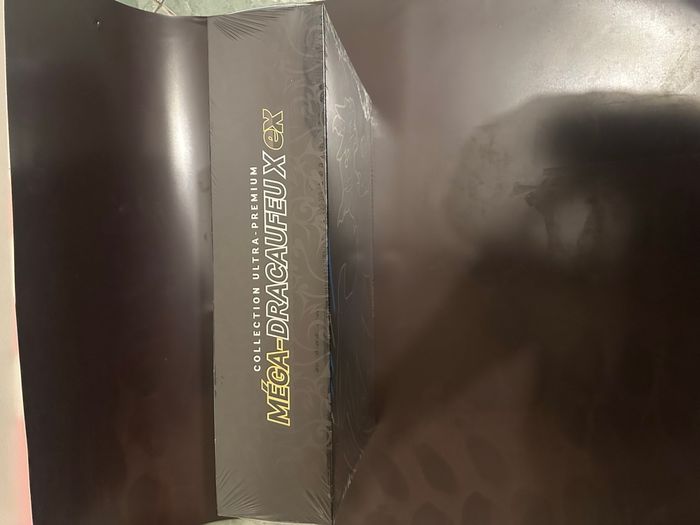 COLLECTION ULTRA-PREMIUM
MÉGA-DRACAUFEU X ex